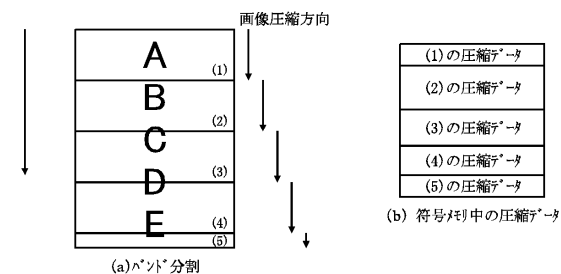 画像圧縮方向
A
(1)
B
(2)
C
(3)
D
E
(4)
(5)
(a)ﾊﾞﾝﾄﾞ分割
(1)の圧縮ﾃﾞｰﾀ
(2)の圧縮ﾃﾞｰﾀ
(3)の圧縮ﾃﾞｰﾀ
(4)の圧縮ﾃﾞｰﾀ
(5)の圧縮ﾃﾞｰﾀ
(b) 符号ﾒﾓﾘ中の圧縮ﾃﾞｰﾀ